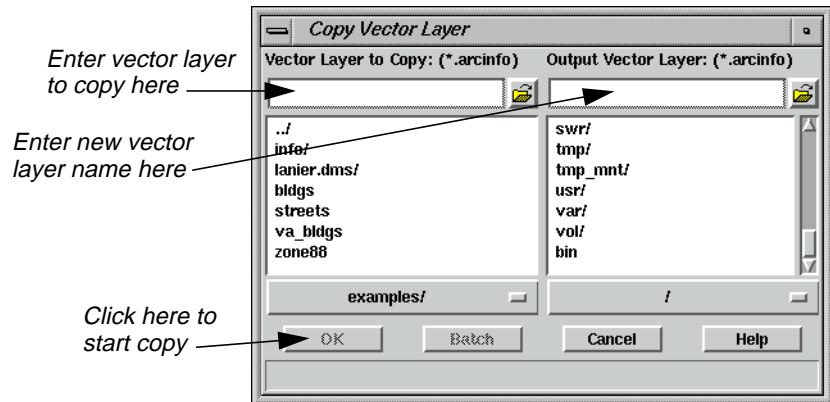 Copy Vector Layer
Vector Layer to Copy: (*.arcinfo)
Output Vector Layer: (*.arcinfo)
Enter vector layer
to copy here
Enter new vector
layer name here
../
info/
lanier.dms/
bldgs
streets
va_bldgs
zone88
swr/
tmp/
tmp_mnt/
usr/
var/
vol/
bin
examples/
/
Click here to
start copy
OK
Batch
Cancel
Help